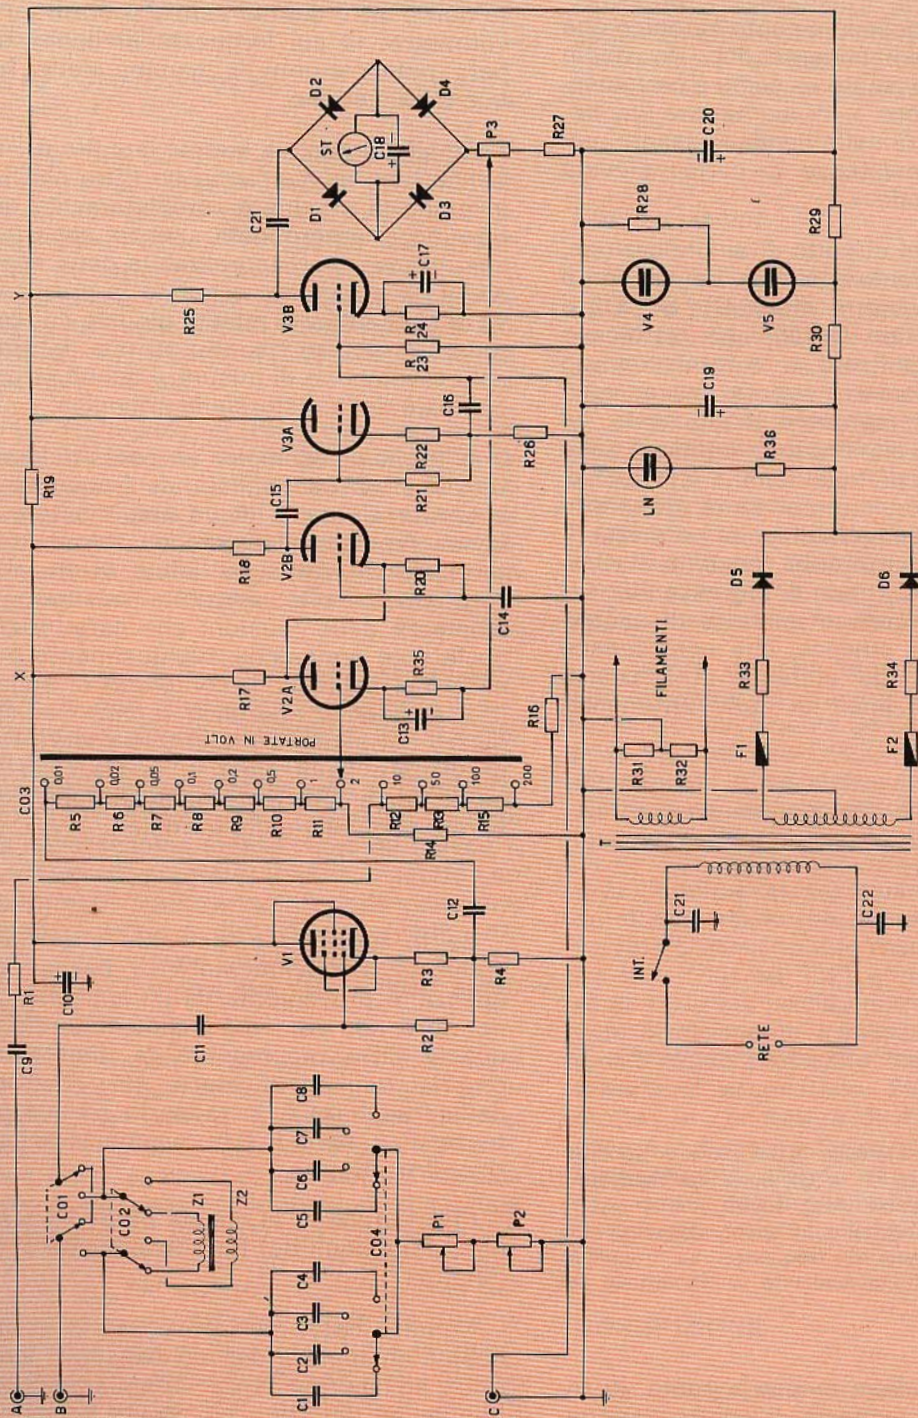 A
B
C
C9
R1
C10
C11
C01
C02
Z1
Z2
C1
C2
C3
C4
C5
C6
C7
C8
C04
P1
P2
V1
R2
R3
R4
C12
C03
PORTATE IN VOLT
0,01
0,02
0,05
0,1
0,2
0,5
1
2
10
50
100
200
R5
R6
R7
R8
R9
R10
R11
R12
R13
R15
R14
R16
X
R17
V2A
C13
R35
R18
V2B
R20
C14
R19
C15
V3A
R21
R22
C16
R26
Y
R25
V3B
R 23
R 24
C17
C21
D1
D2
D3
D4
ST
C18
+
−
P3
R27
R28
V4
V5
C20
R29
R30
C19
LN
R36
D5
D6
R33
R34
F1
F2
FILAMENTI
R31
R32
T
INT.
C21
C22
RETE